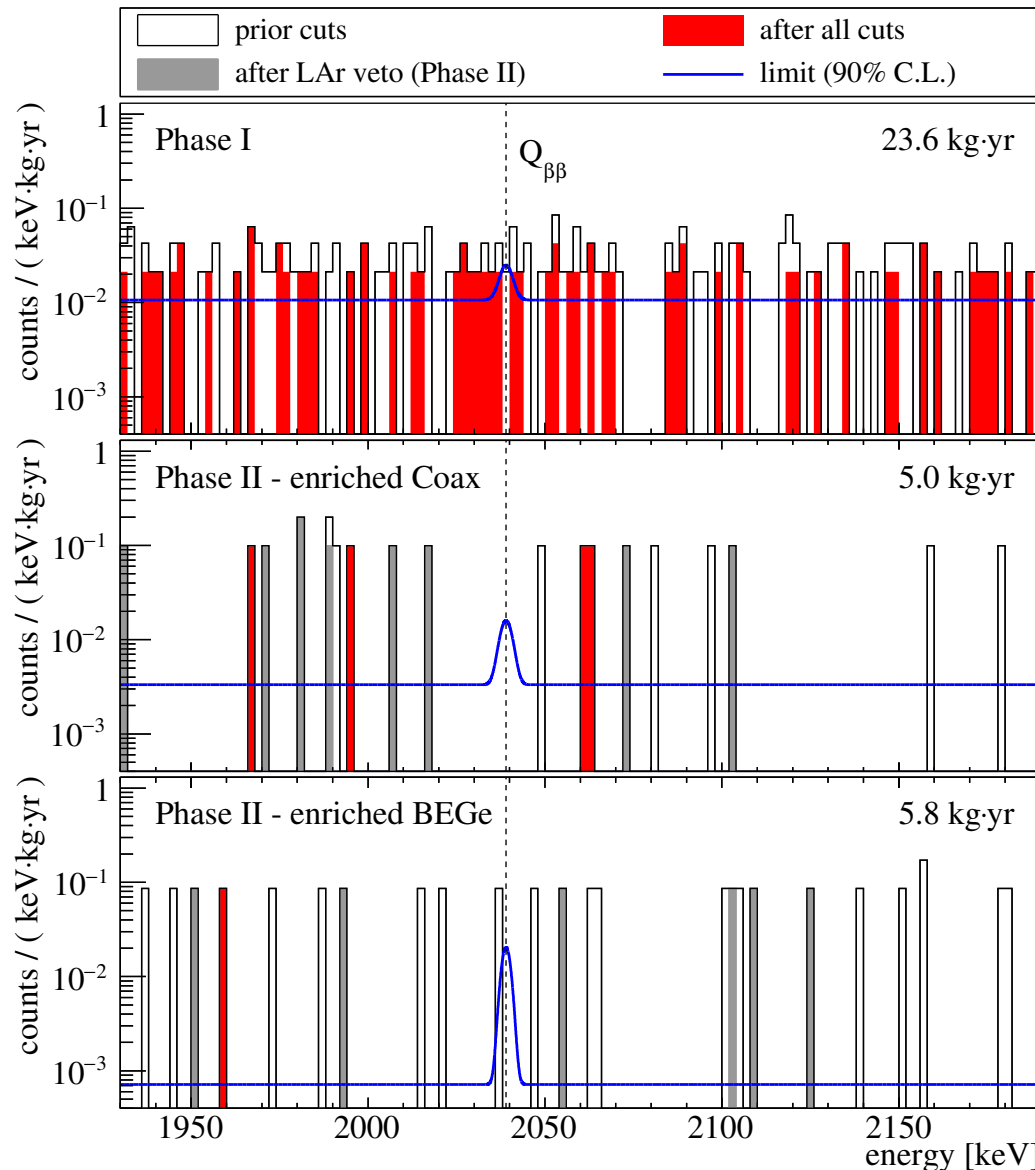 prior cuts
after all cuts
after LAr veto (Phase II)
limit (90% C.L.)
counts / ( keV·kg·yr )
1
10⁻¹
10⁻²
10⁻³
Phase I
23.6 kg·yr
Qββ
counts / ( keV·kg·yr )
1
10⁻¹
10⁻²
10⁻³
Phase II - enriched Coax
5.0 kg·yr
counts / ( keV·kg·yr )
1
10⁻¹
10⁻²
10⁻³
Phase II - enriched BEGe
5.8 kg·yr
1950 2000 2050 2100 2150
energy [keV]